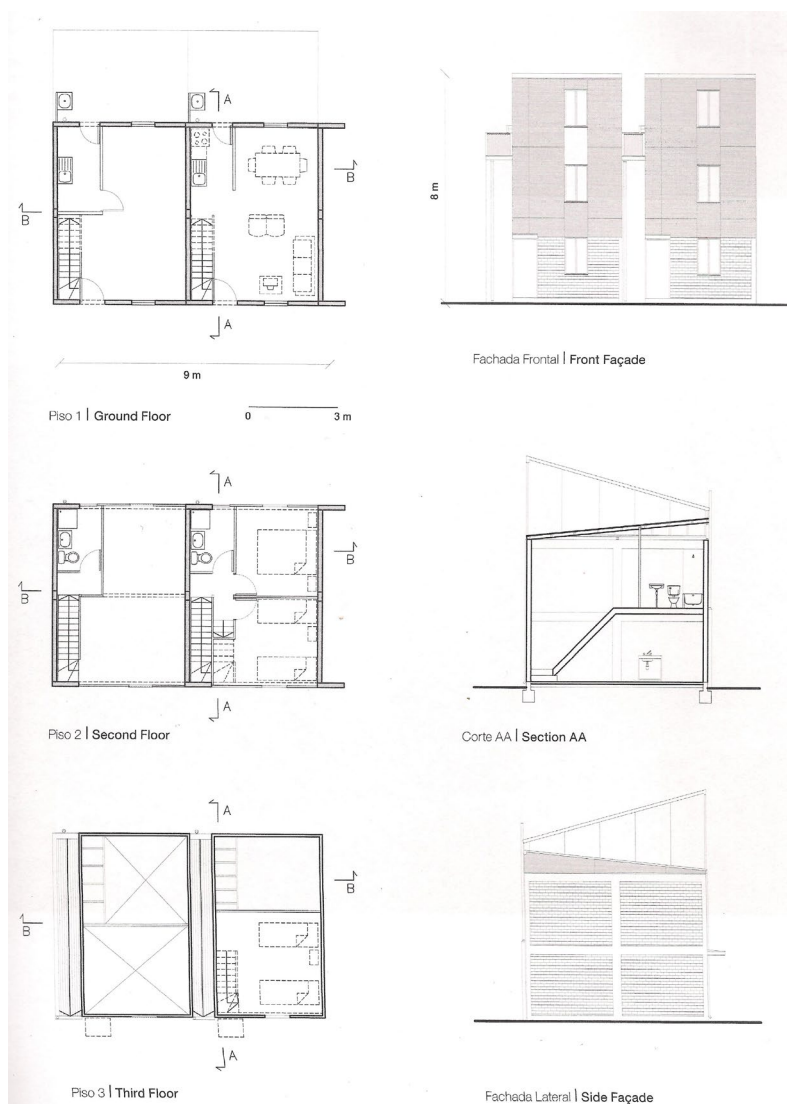 A
B
B
A
9 m
Piso 1 | Ground Floor
0 3 m
8 m
Fachada Frontal | Front Façade
A
B
B
A
Piso 2 | Second Floor
Corte AA | Section AA
A
B
B
A
Piso 3 | Third Floor
Fachada Lateral | Side Façade